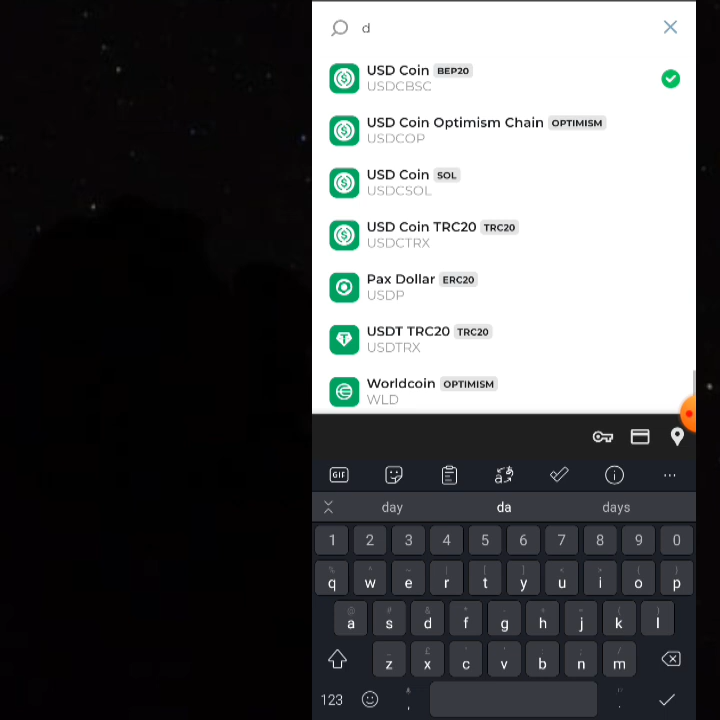 d
USD Coin BEP20
USDCBSC
USD Coin Optimism Chain OPTIMISM
USDCOP
USD Coin SOL
USDCSOL
USD Coin TRC20 TRC20
USDCTRX
Pax Dollar ERC20
USDP
USDT TRC20 TRC20
USDTRX
Worldcoin OPTIMISM
WLD
GIF
day da days
1 2 3 4 5 6 7 8 9 0
q w e r t y u i o p
a s d f g h j k l
z x c v b n m
123 , .